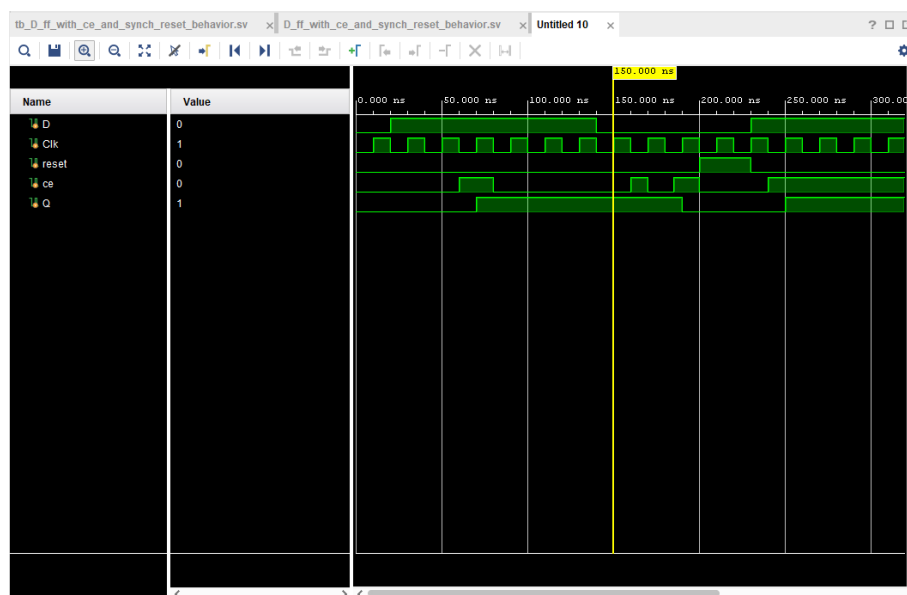 tb_D_ff_with_ce_and_synch_reset_behavior.sv × D_ff_with_ce_and_synch_reset_behavior.sv × Untitled 10 ×
150.000 ns
Name Value 0.000 ns 50.000 ns 100.000 ns 150.000 ns 200.000 ns 250.000 ns 300.00
D 0
Clk 1
reset 0
ce 0
Q 1